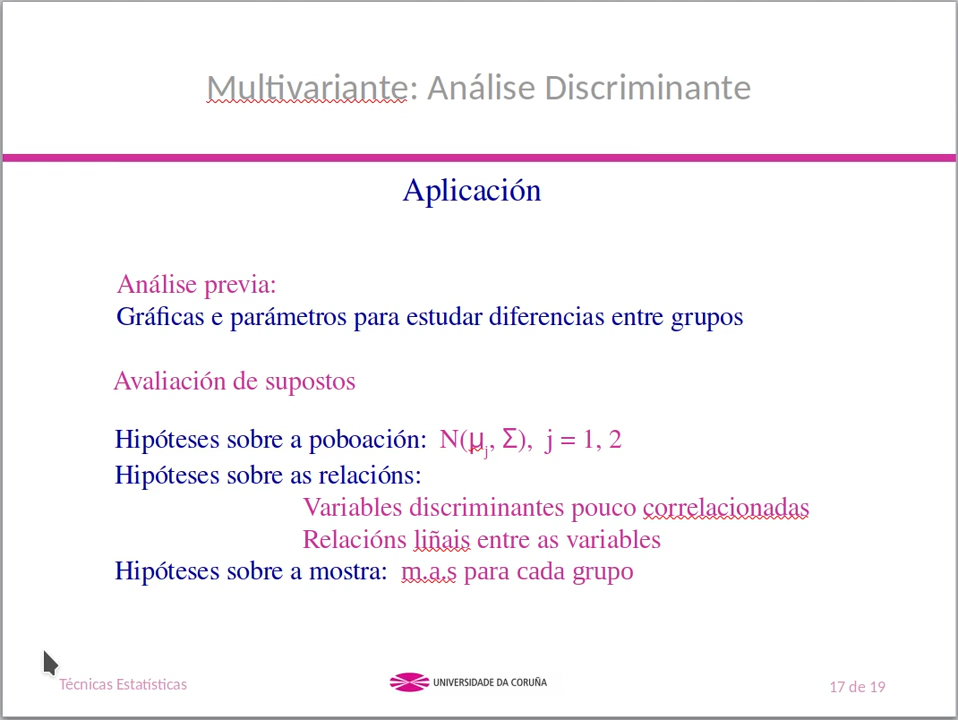 Multivariante: Análise Discriminante
Aplicación
Análise previa:
Gráficas e parámetros para estudar diferencias entre grupos
Avaliación de supostos
Hipóteses sobre a poboación: N(μj, Σ), j = 1, 2
Hipóteses sobre as relacións:
Variables discriminantes pouco correlacionadas
Relacións liñais entre as variables
Hipóteses sobre a mostra: m.a.s para cada grupo
Técnicas Estatísticas
UNIVERSIDADE DA CORUÑA
17 de 19